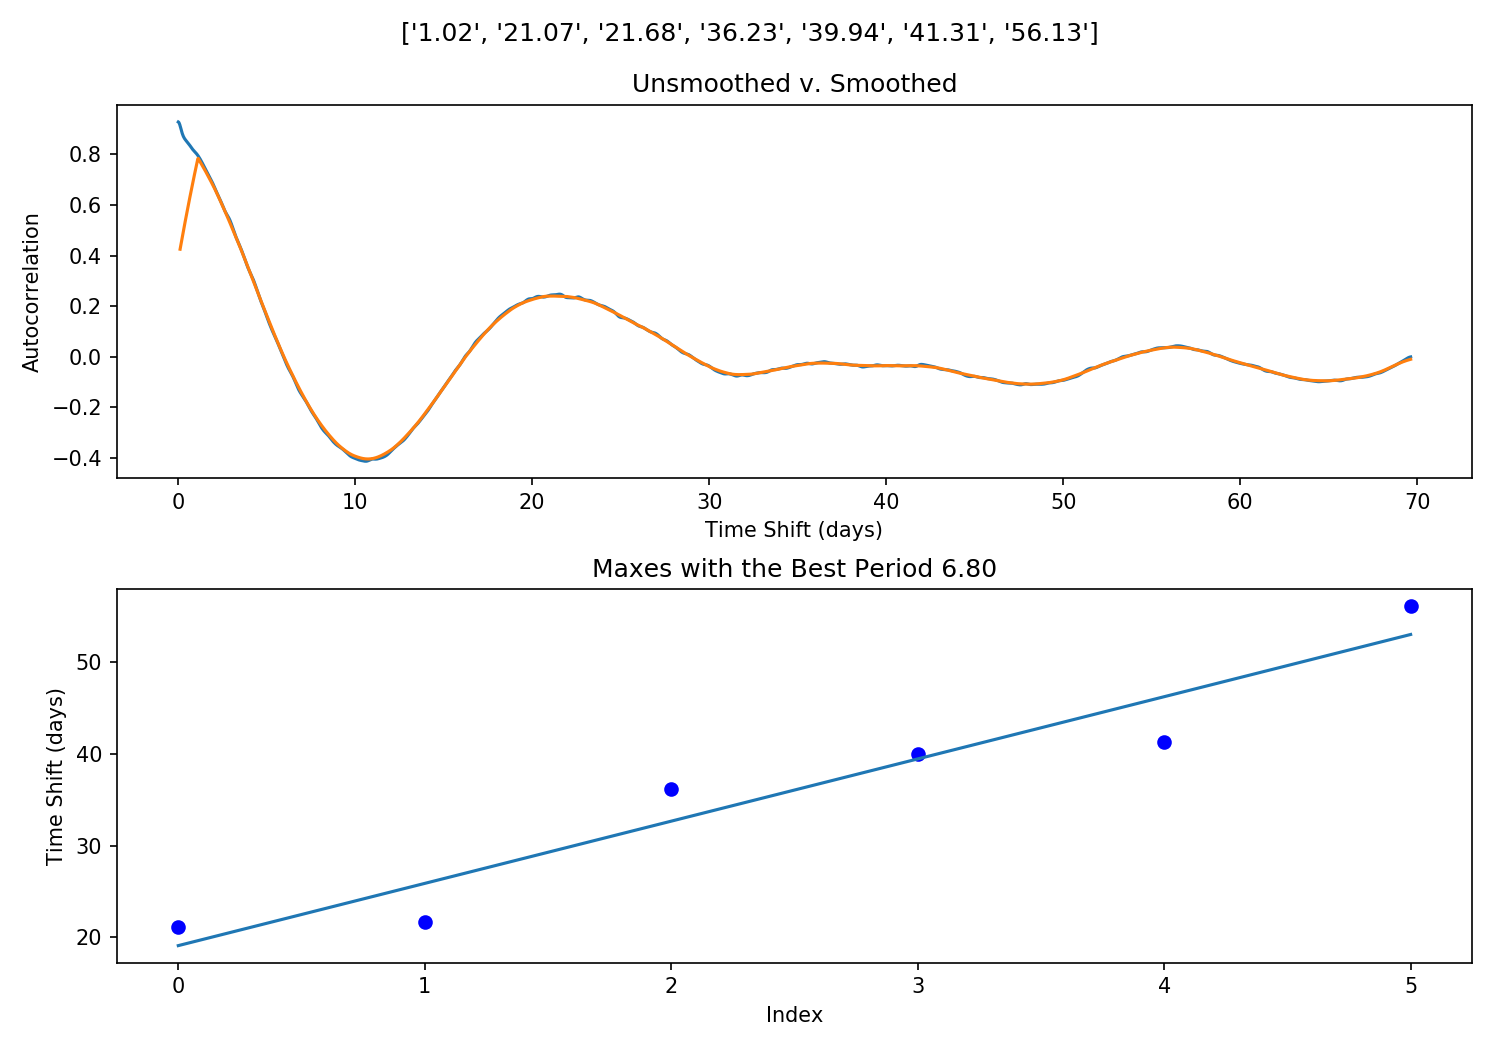 ['1.02', '21.07', '21.68', '36.23', '39.94', '41.31', '56.13']
Unsmoothed v. Smoothed
Autocorrelation
0.8
0.6
0.4
0.2
0.0
−0.2
−0.4
0 10 20 30 40 50 60 70
Time Shift (days)
Maxes with the Best Period 6.80
Time Shift (days)
50
40
30
20
0 1 2 3 4 5
Index